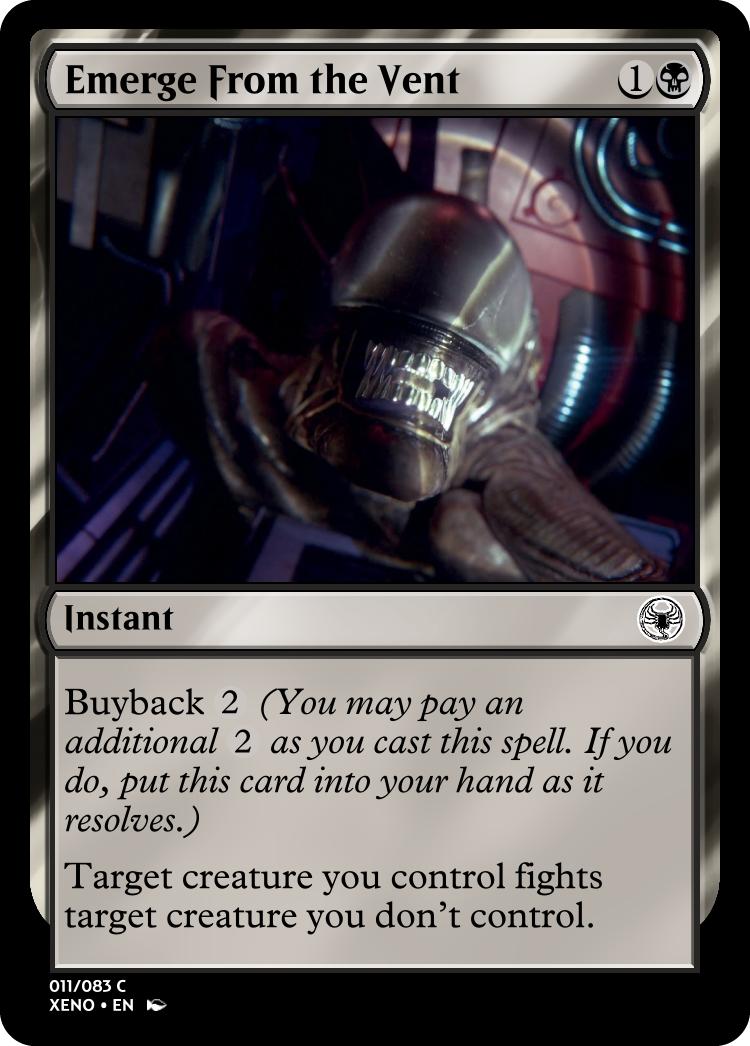 Emerge From the Vent 1
Instant
Buyback 2 (You may pay an
additional 2 as you cast this spell. If you
do, put this card into your hand as it
resolves.)
Target creature you control fights
target creature you don't control.
011/083 C
XENO • EN